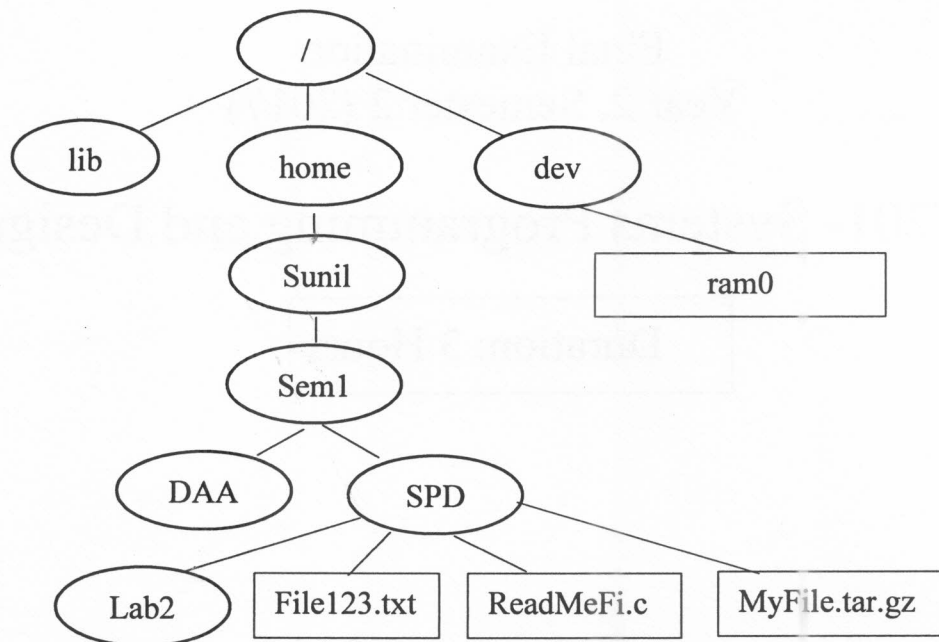 /
lib home dev
Sunil ram0
Sem1
DAA SPD
Lab2 File123.txt ReadMeFi.c MyFile.tar.gz